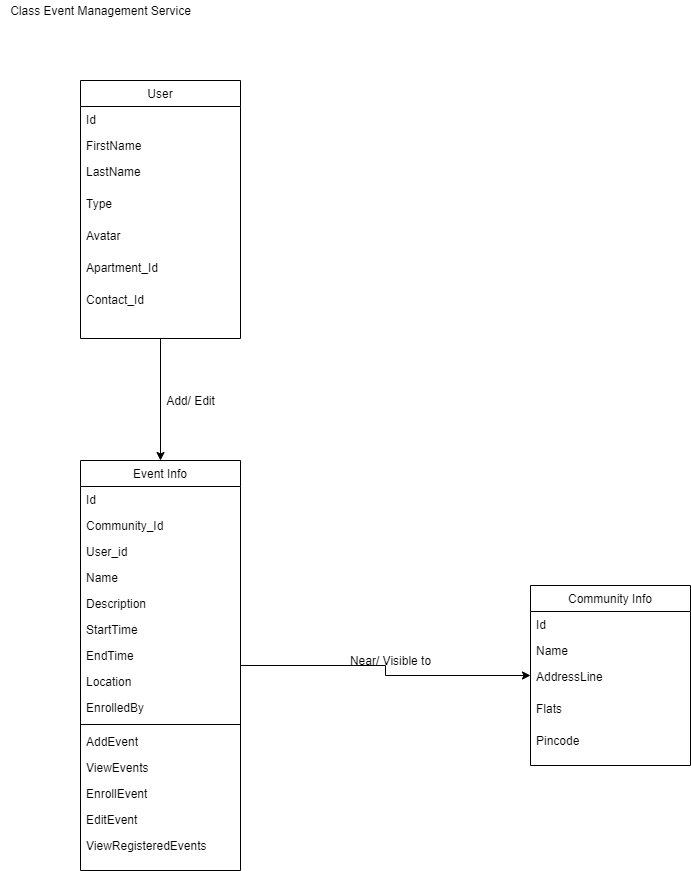 Class Event Management Service
User
Id
FirstName
LastName
Type
Avatar
Apartment_Id
Contact_Id
Add/ Edit
Event Info
Id
Community_Id
User_id
Name
Description
StartTime
EndTime
Location
EnrolledBy
AddEvent
ViewEvents
EnrollEvent
EditEvent
ViewRegisteredEvents
Near/ Visible to
Community Info
Id
Name
AddressLine
Flats
Pincode